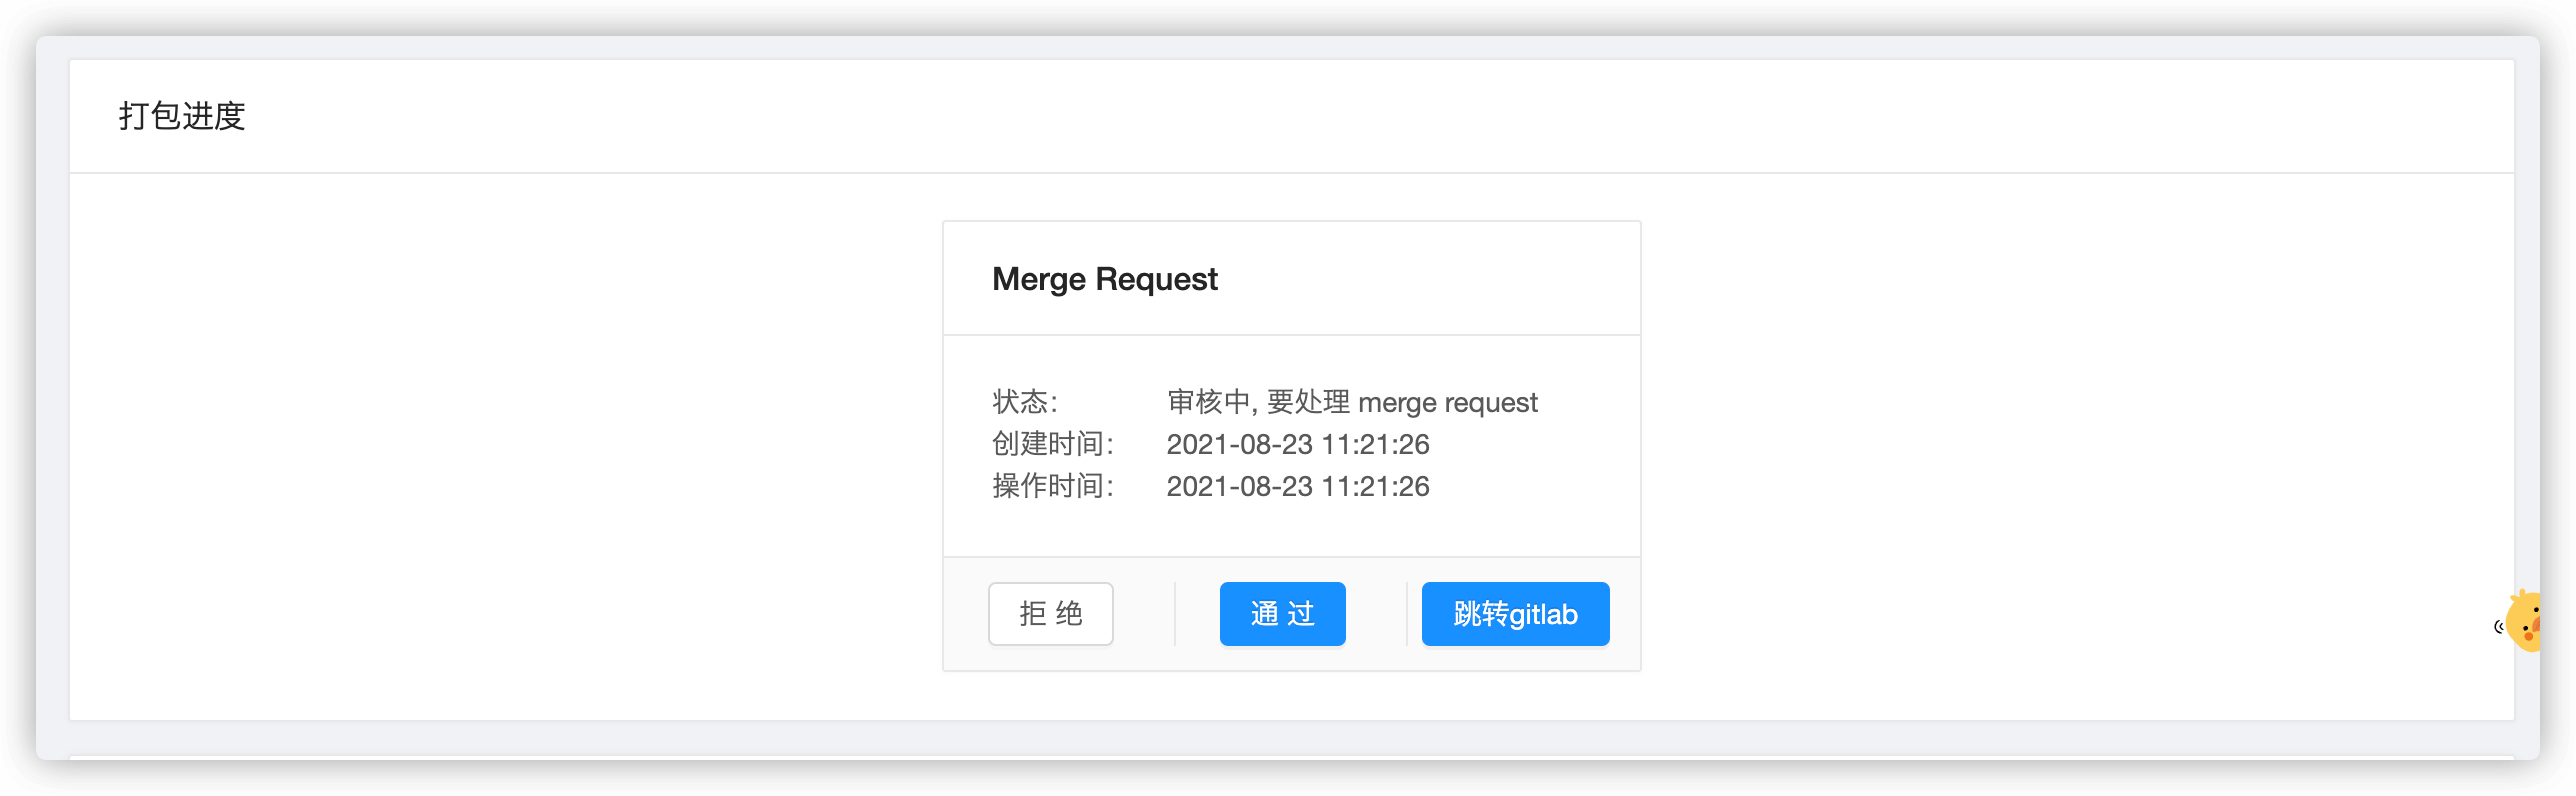 打包进度
Merge Request
状态： 审核中, 要处理 merge request
创建时间： 2021-08-23 11:21:26
操作时间： 2021-08-23 11:21:26
拒 绝 通 过 跳转gitlab